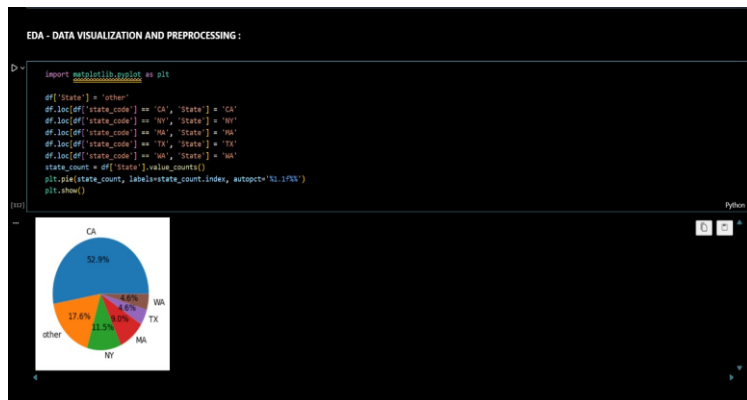 EDA - DATA VISUALIZATION AND PREPROCESSING :
import matplotlib.pyplot as plt
df['State'] = 'other'
df.loc[df['state_code'] == 'CA', 'State'] = 'CA'
df.loc[df['state_code'] == 'NY', 'State'] = 'NY'
df.loc[df['state_code'] == 'MA', 'State'] = 'MA'
df.loc[df['state_code'] == 'TX', 'State'] = 'TX'
df.loc[df['state_code'] == 'WA', 'State'] = 'WA'
state_count = df['State'].value_counts()
plt.pie(state_count, labels=state_count.index, autopct='%1.1f%%')
plt.show()
Python
CA
52.9%
4.6%
WA
4.6%
TX
17.6%
9.0%
11.5%
other
MA
NY